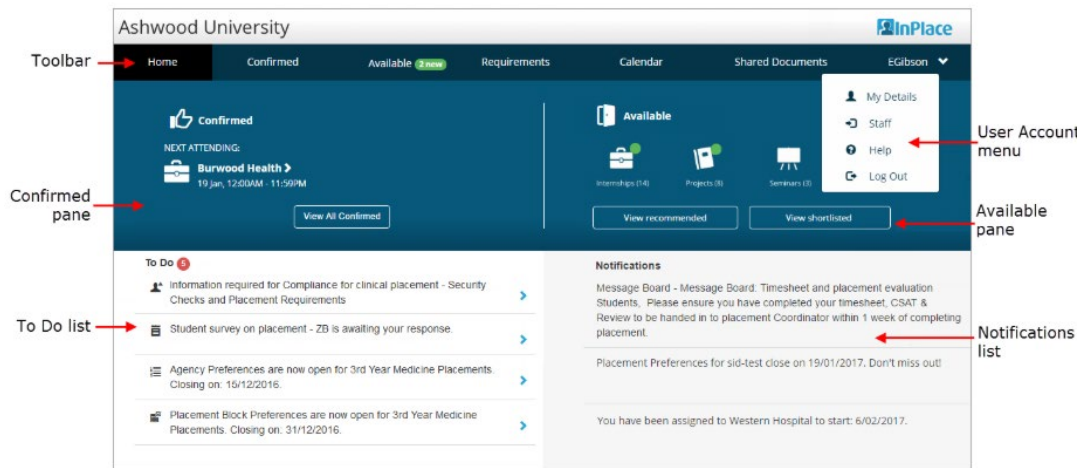 Ashwood University
InPlace
Toolbar
Home Confirmed Available 2 new Requirements Calendar Shared Documents EGibson
My Details
Staff
Help
Log Out
User Account
menu
Confirmed
NEXT ATTENDING:
Burwood Health
19 Jan, 12:00AM - 11:59PM
View All Confirmed
Confirmed
pane
Available
Internships (14) Projects (9) Seminars (3)
View recommended View shortlisted
Available
pane
To Do 5
Information required for Compliance for clinical placement - Security
Checks and Placement Requirements
Student survey on placement - ZB is awaiting your response.
Agency Preferences are now open for 3rd Year Medicine Placements.
Closing on: 15/12/2016.
Placement Block Preferences are now open for 3rd Year Medicine
Placements. Closing on: 31/12/2016.
To Do list
Notifications
Message Board - Message Board: Timesheet and placement evaluation
Students, Please ensure you have completed your timesheet, CSAT &
Review to be handed in to placement Coordinator within 1 week of completing
placement.
Placement Preferences for sid-test close on 19/01/2017. Don't miss out!
You have been assigned to Western Hospital to start: 6/02/2017.
Notifications
list